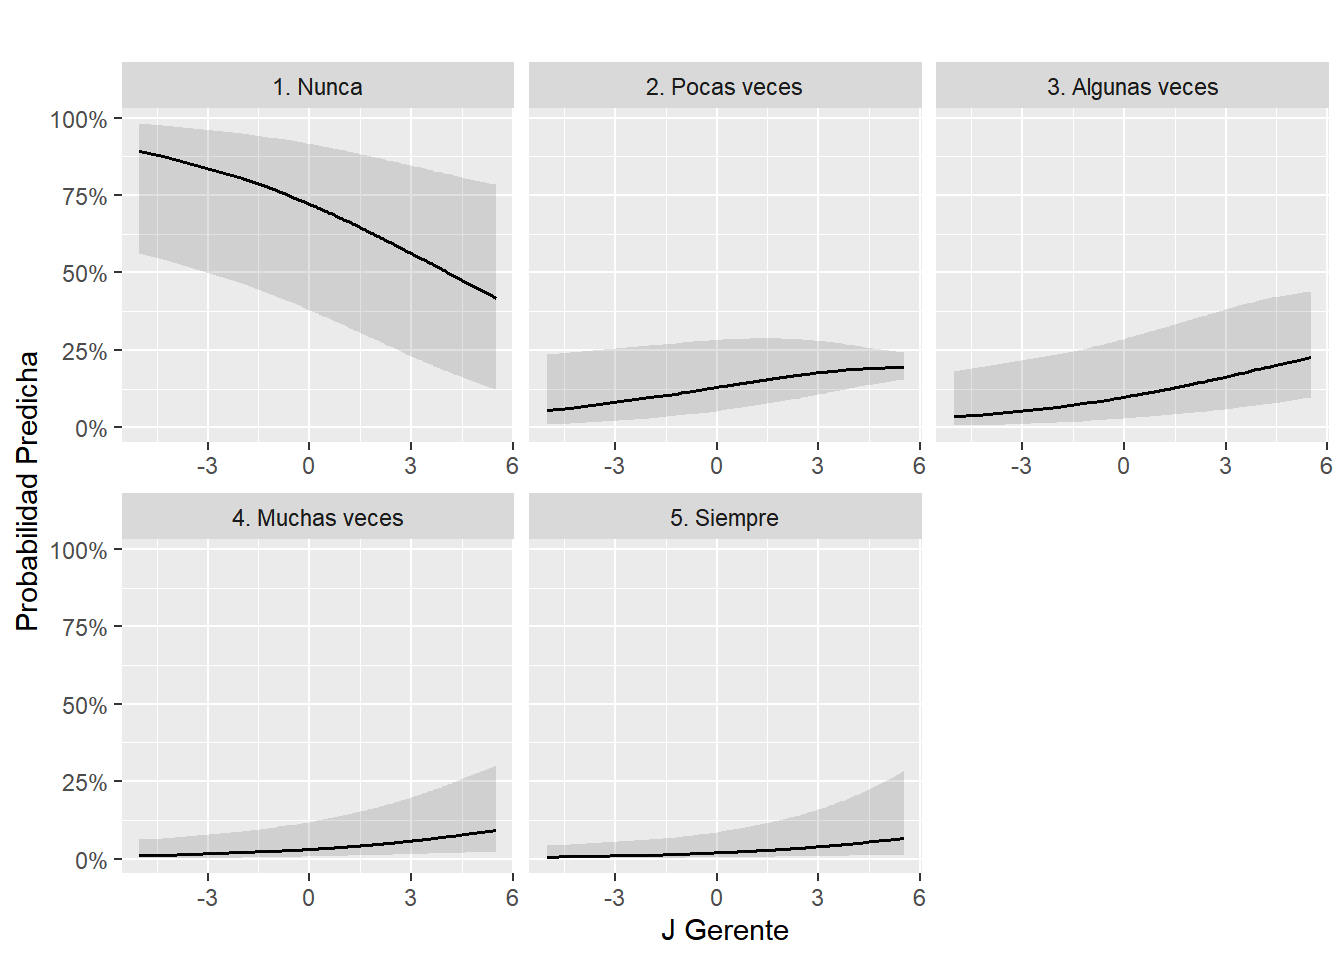 1. Nunca
2. Pocas veces
3. Algunas veces
100%
75%
50%
25%
0%
-3 0 3 6
-3 0 3 6
-3 0 3 6
Probabilidad Predicha
4. Muchas veces
5. Siempre
100%
75%
50%
25%
0%
-3 0 3 6
-3 0 3 6
J Gerente